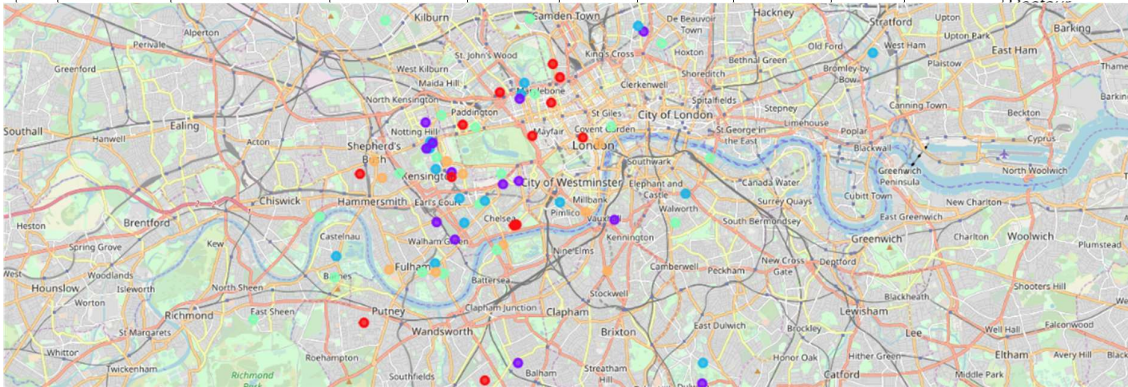 Kilburn
Camden Town
De Beauvoir
Town
Hackney
Stratford
Upton
Upton Park
Barking
Alperton
Perivale
St. John's Wood
King's Cross
Hoxton
Old Ford
West Ham
East Ham
Greenford
West Kilburn
Maida Hill
Shoreditch
Bethnal Green
Bromley-by-
Bow
Plaistow
North Kensington
Marylebone
Clerkenwell
Spitalfields
Stepney
Canning Town
Beckton
Southall
Hanwell
Ealing
Acton
Paddington
St Giles
City of London
Limehouse
Poplar
Cyprus
Notting Hill
Mayfair
Covent Garden
St George in
the East
Blackwall
Shepherd's
Bush
London
Southwark
Greenwich
Peninsula
North Woolwich
Kensington
City of Westminster
Elephant and
Castle
Canada Water
Cubitt Town
Chiswick
Hammersmith
Earl's Court
Millbank
Pimlico
Walworth
Surrey Quays
New Charlton
Brentford
Chelsea
Vauxhall
South Bermondsey
East Greenwich
Heston
Spring Grove
Kew
Castelnau
Walham Green
Kennington
Greenwich
Charlton
Woolwich
Plumstead
Nine Elms
Woodlands
Barnes
Fulham
Battersea
Camberwell
Peckham
New Cross
Gate
Deptford
Hounslow
Isleworth
North Sheen
Stockwell
Shooters Hill
Worton
Richmond
East Sheen
Putney
Clapham Junction
Clapham
Blackheath
Lewisham
St Margarets
Wandsworth
Brixton
East Dulwich
Brockley
Lee
Well Hall
Falconwood
Whitton
Roehampton
Honor Oak
Hither Green
Eltham
Avery Hill
Twickenham
Richmond
Southfields
Balham
Streatham
Hill
Catford
Middle Park